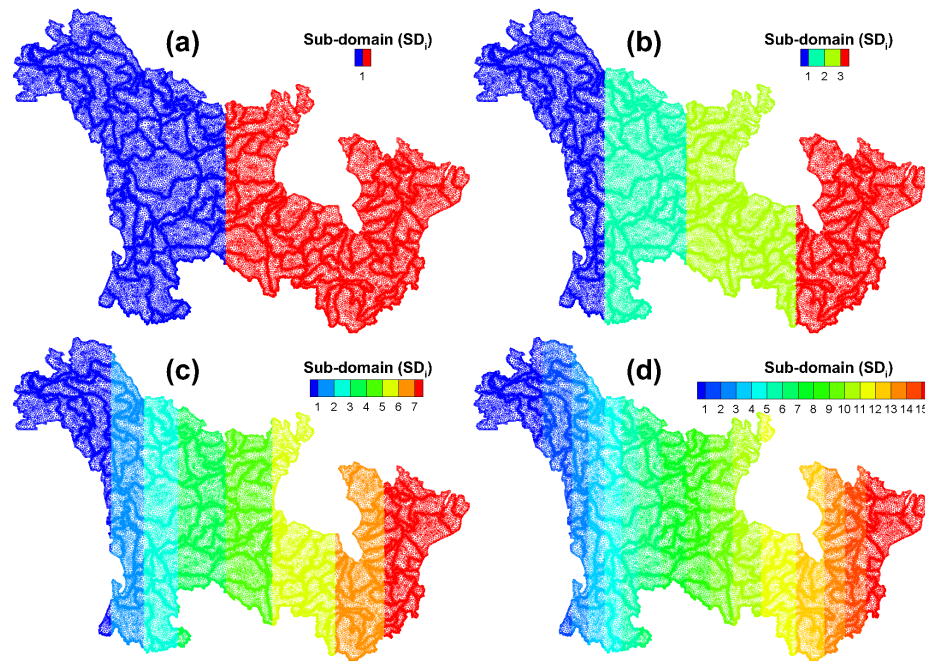 (a)
Sub-domain (SDi)
1
(b)
Sub-domain (SDi)
1 2 3
(c)
Sub-domain (SDi)
1 2 3 4 5 6 7
(d)
Sub-domain (SDi)
1 2 3 4 5 6 7 8 9 10 11 12 13 14 15